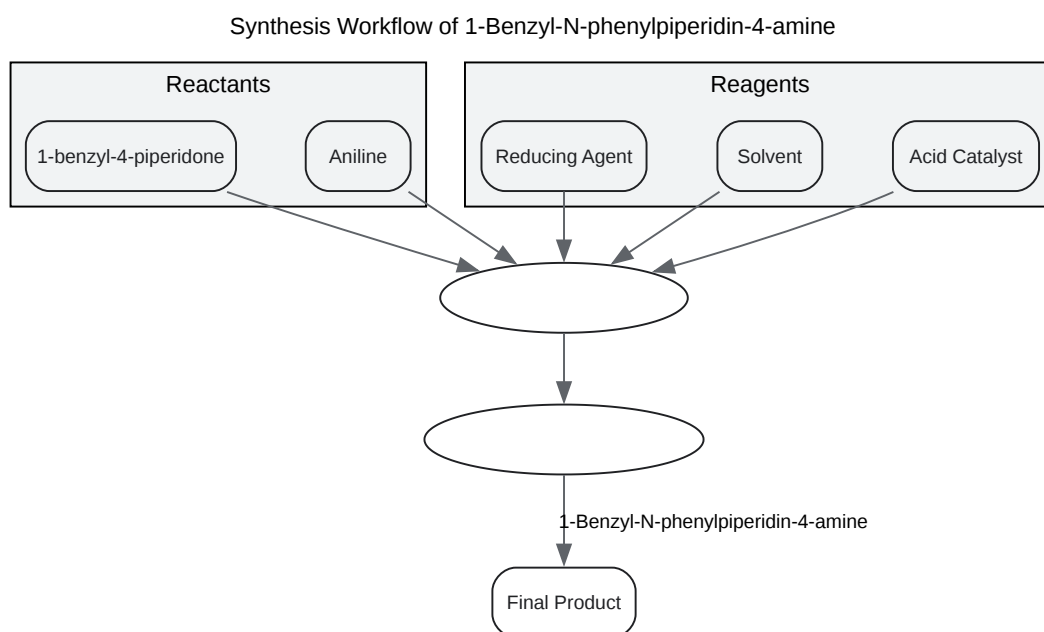 Synthesis Workflow of 1-Benzyl-N-phenylpiperidin-4-amine
Reactants
Reagents
1-benzyl-4-piperidone
Aniline
Reducing Agent
Solvent
Acid Catalyst
1-Benzyl-N-phenylpiperidin-4-amine
Final Product